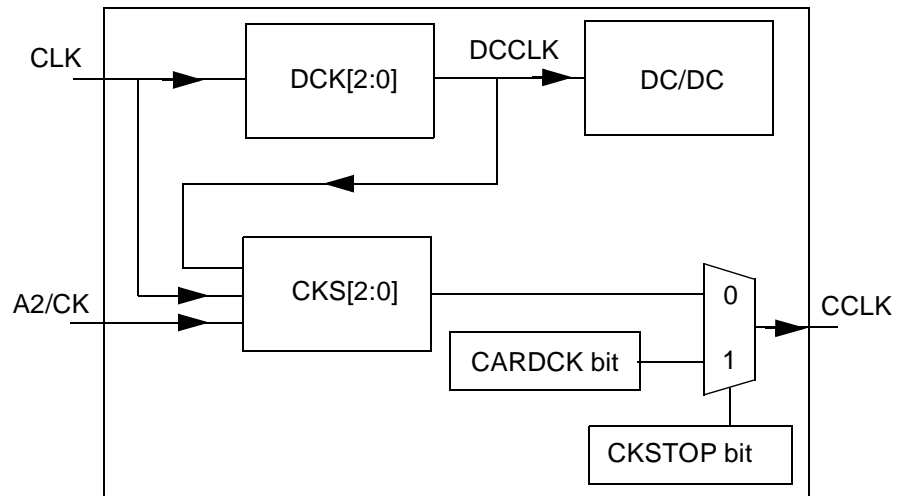 CLK
DCK[2:0]
DCCLK
DC/DC
A2/CK
CKS[2:0]
0
CCLK
CARDCK bit
1
CKSTOP bit